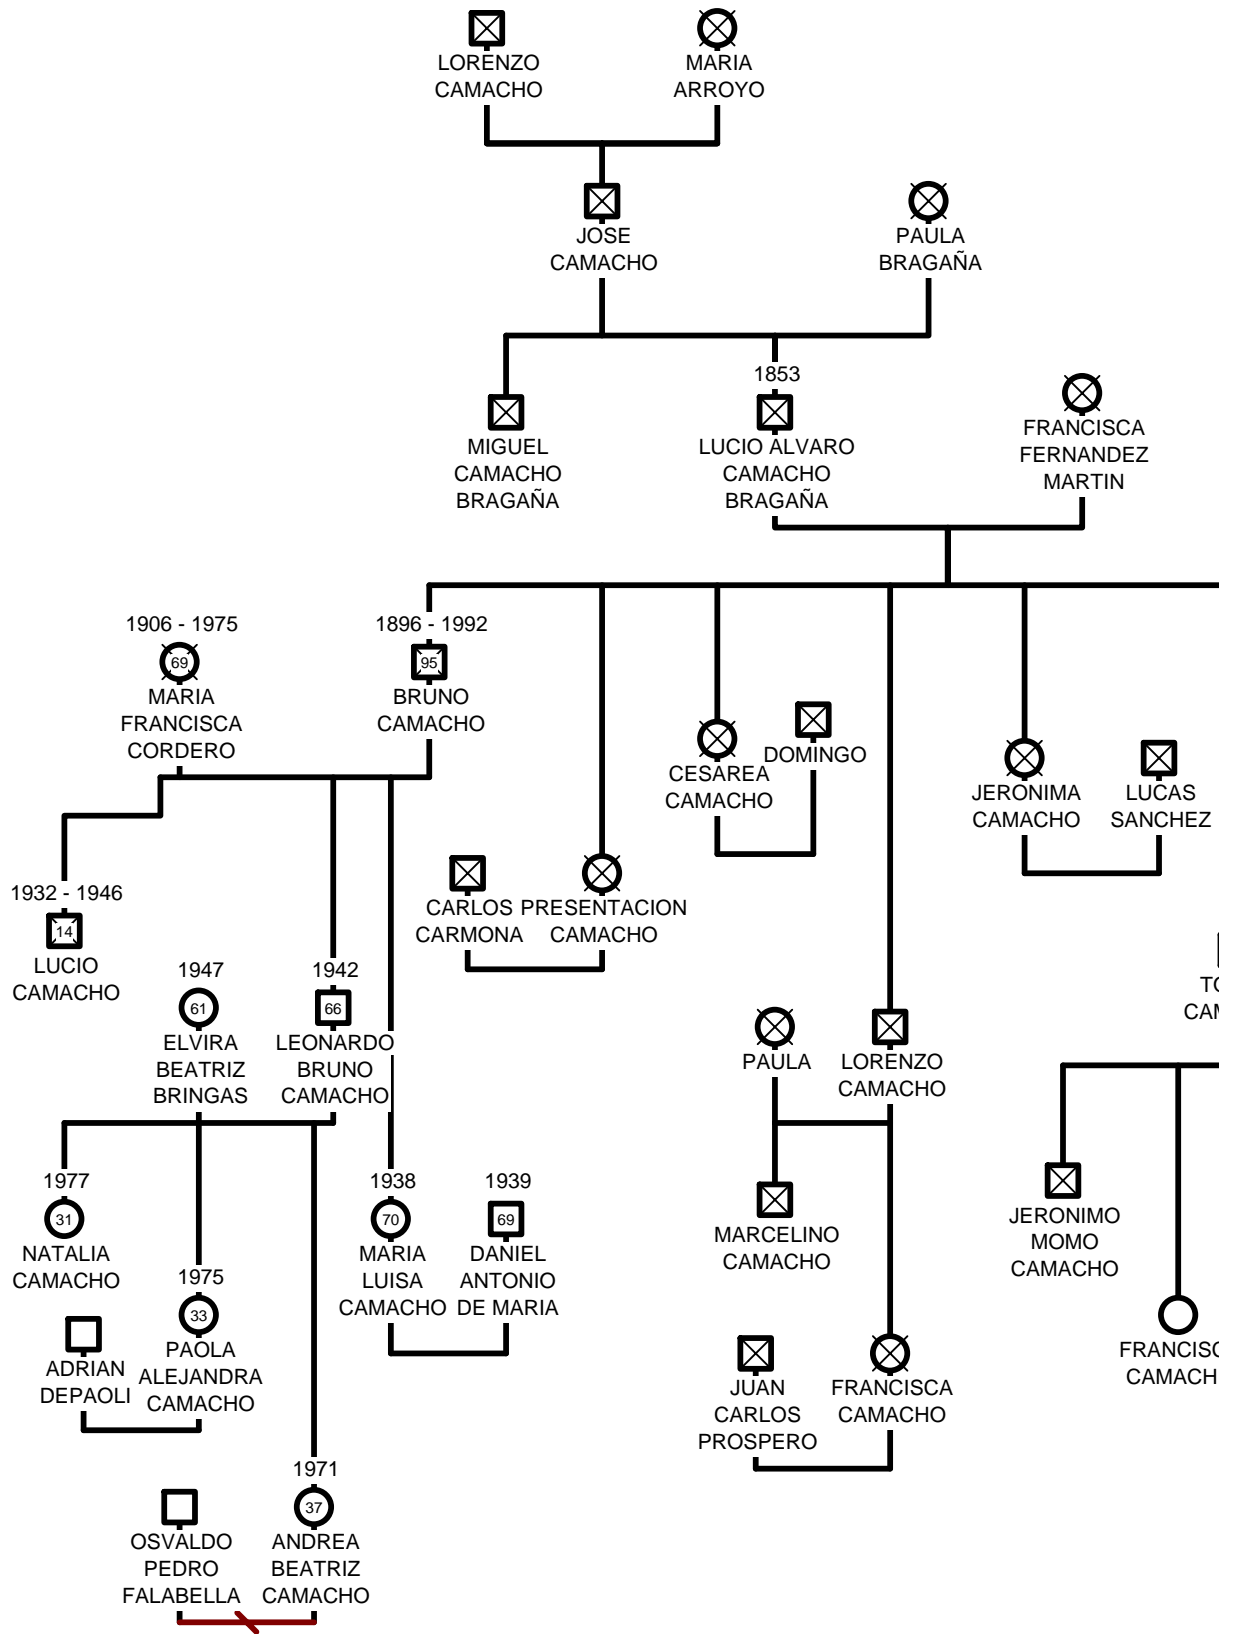 LORENZO
CAMACHO
MARIA
ARROYO
JOSE
CAMACHO
PAULA
BRAGAÑA
MIGUEL
CAMACHO
BRAGAÑA
1853
LUCIO ALVARO
CAMACHO
BRAGAÑA
FRANCISCA
FERNANDEZ
MARTIN
1906 - 1975
69
MARIA
FRANCISCA
CORDERO
1896 - 1992
95
BRUNO
CAMACHO
CESAREA
CAMACHO
DOMINGO
JERONIMA
CAMACHO
LUCAS
SANCHEZ
1932 - 1946
14
LUCIO
CAMACHO
CARLOS
CARMONA
PRESENTACION
CAMACHO
1947
61
ELVIRA
BEATRIZ
BRINGAS
1942
66
LEONARDO
BRUNO
CAMACHO
PAULA
LORENZO
CAMACHO
1977
31
NATALIA
CAMACHO
1975
33
PAOLA
ALEJANDRA
CAMACHO
1938
70
MARIA
LUISA
CAMACHO
1939
69
DANIEL
ANTONIO
DE MARIA
MARCELINO
CAMACHO
JERONIMO
MOMO
CAMACHO
ADRIAN
DEPAOLI
JUAN
CARLOS
PROSPERO
FRANCISCA
CAMACHO
1971
37
ANDREA
BEATRIZ
CAMACHO
OSVALDO
PEDRO
FALABELLA